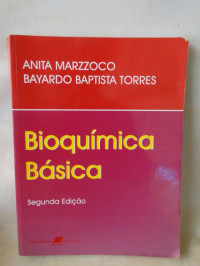 ANITA MARZZOCO
BAYARDO BAPTISTA TORRES
Bioquímica
Básica
Segunda Edição